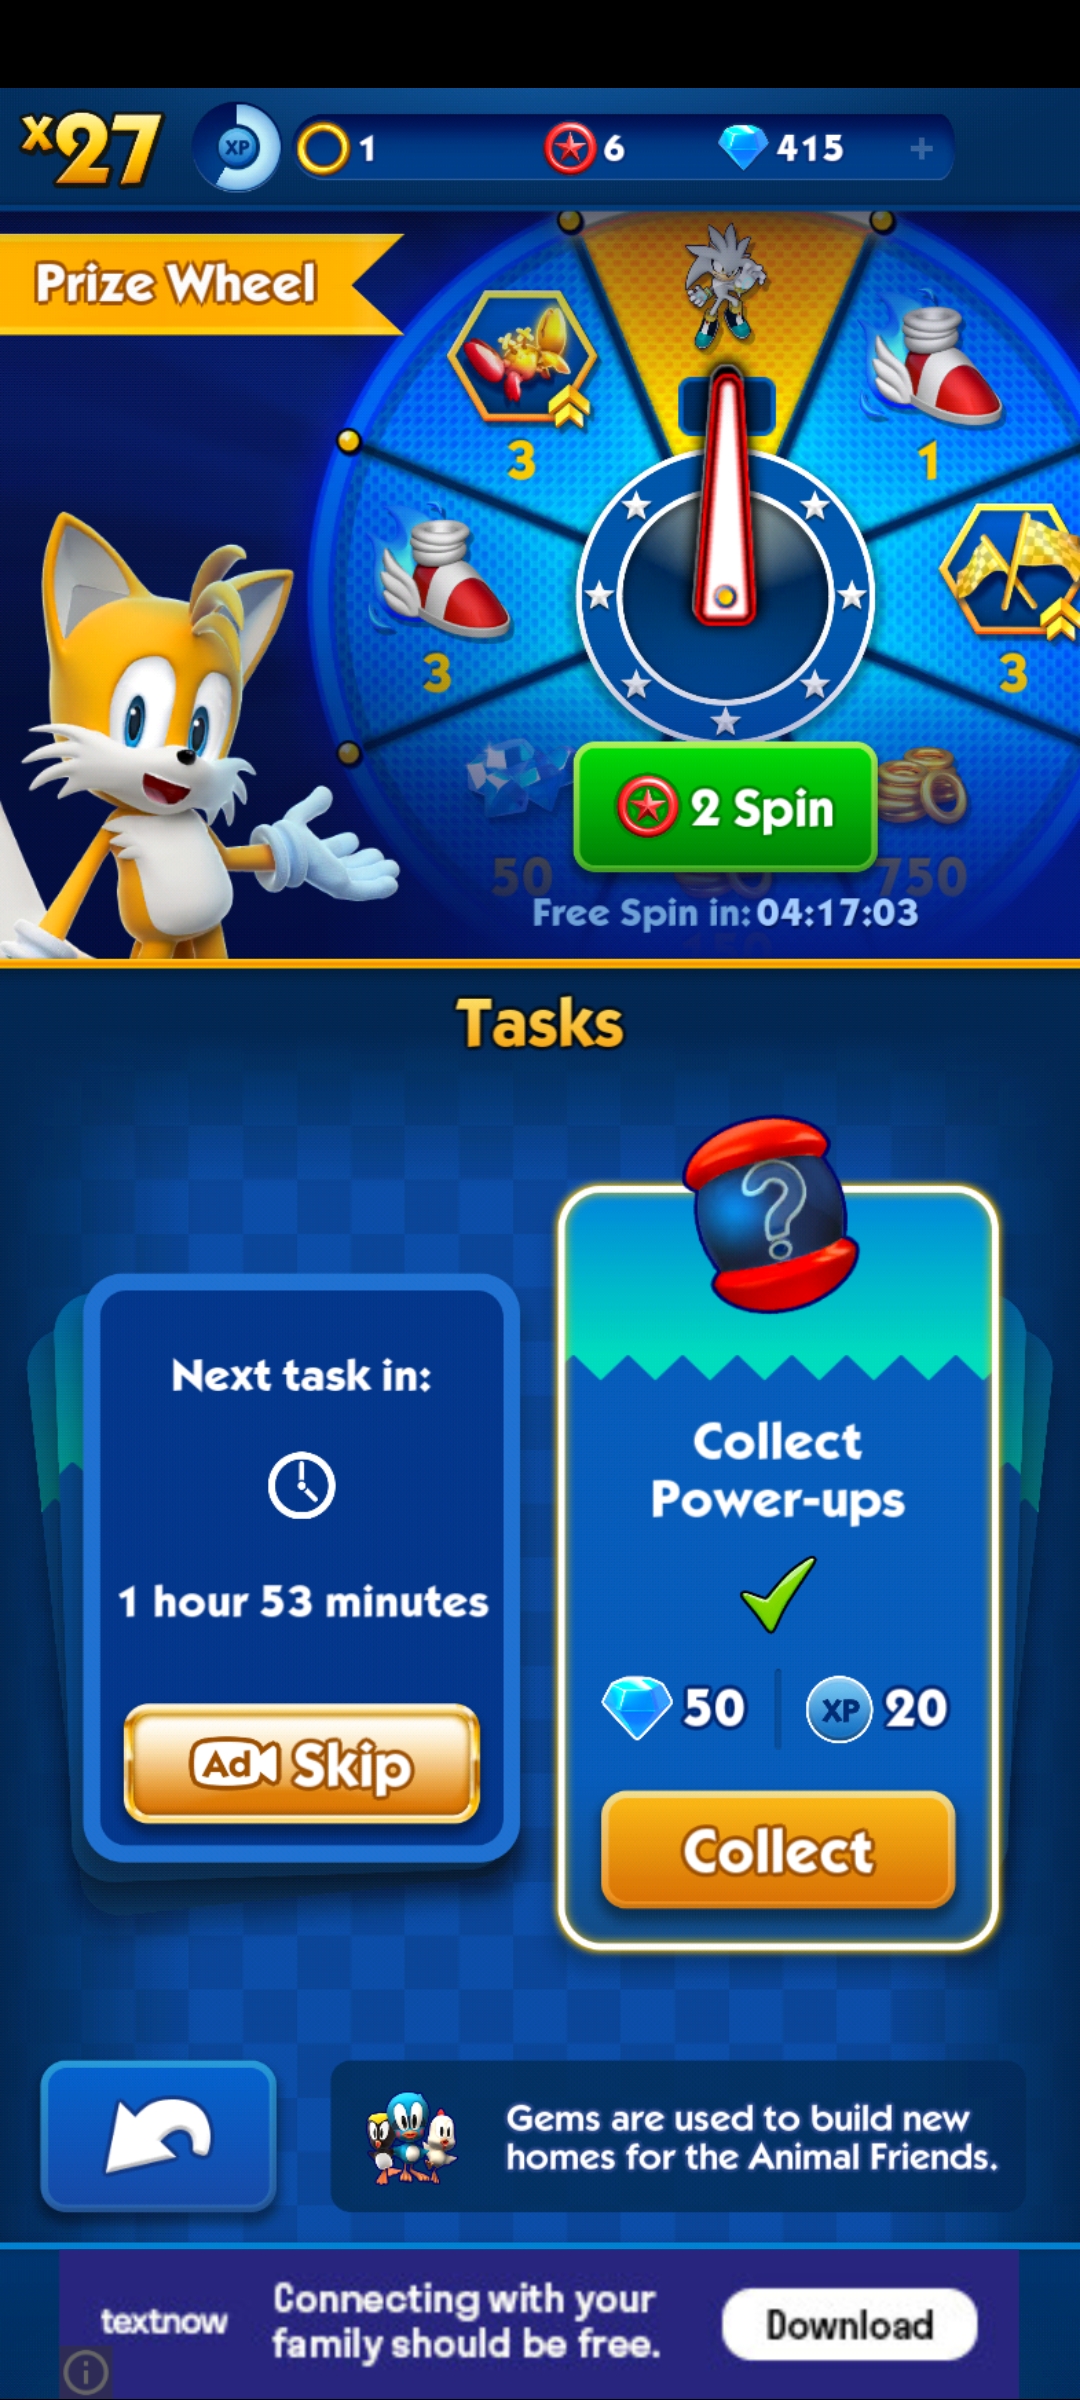 x27
XP
1
6
415
+
Prize Wheel
3
1
3
3
2 Spin
50
750
Free Spin in: 04:17:03
Tasks
?
Next task in:
1 hour 53 minutes
Ad Skip
Collect
Power-ups
50
XP 20
Collect
Gems are used to build new
homes for the Animal Friends.
textnow
Connecting with your
family should be free.
Download